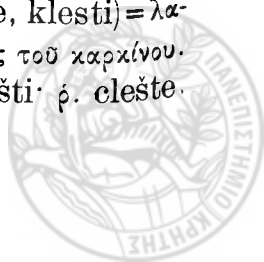 e, klesti)=λα-
ς τοῦ καρκίνου.
šti· ῥ. clešte.
ΠΑΝΕΠΙΣΤΗΜΙΟ ΚΡΗΤΗΣ